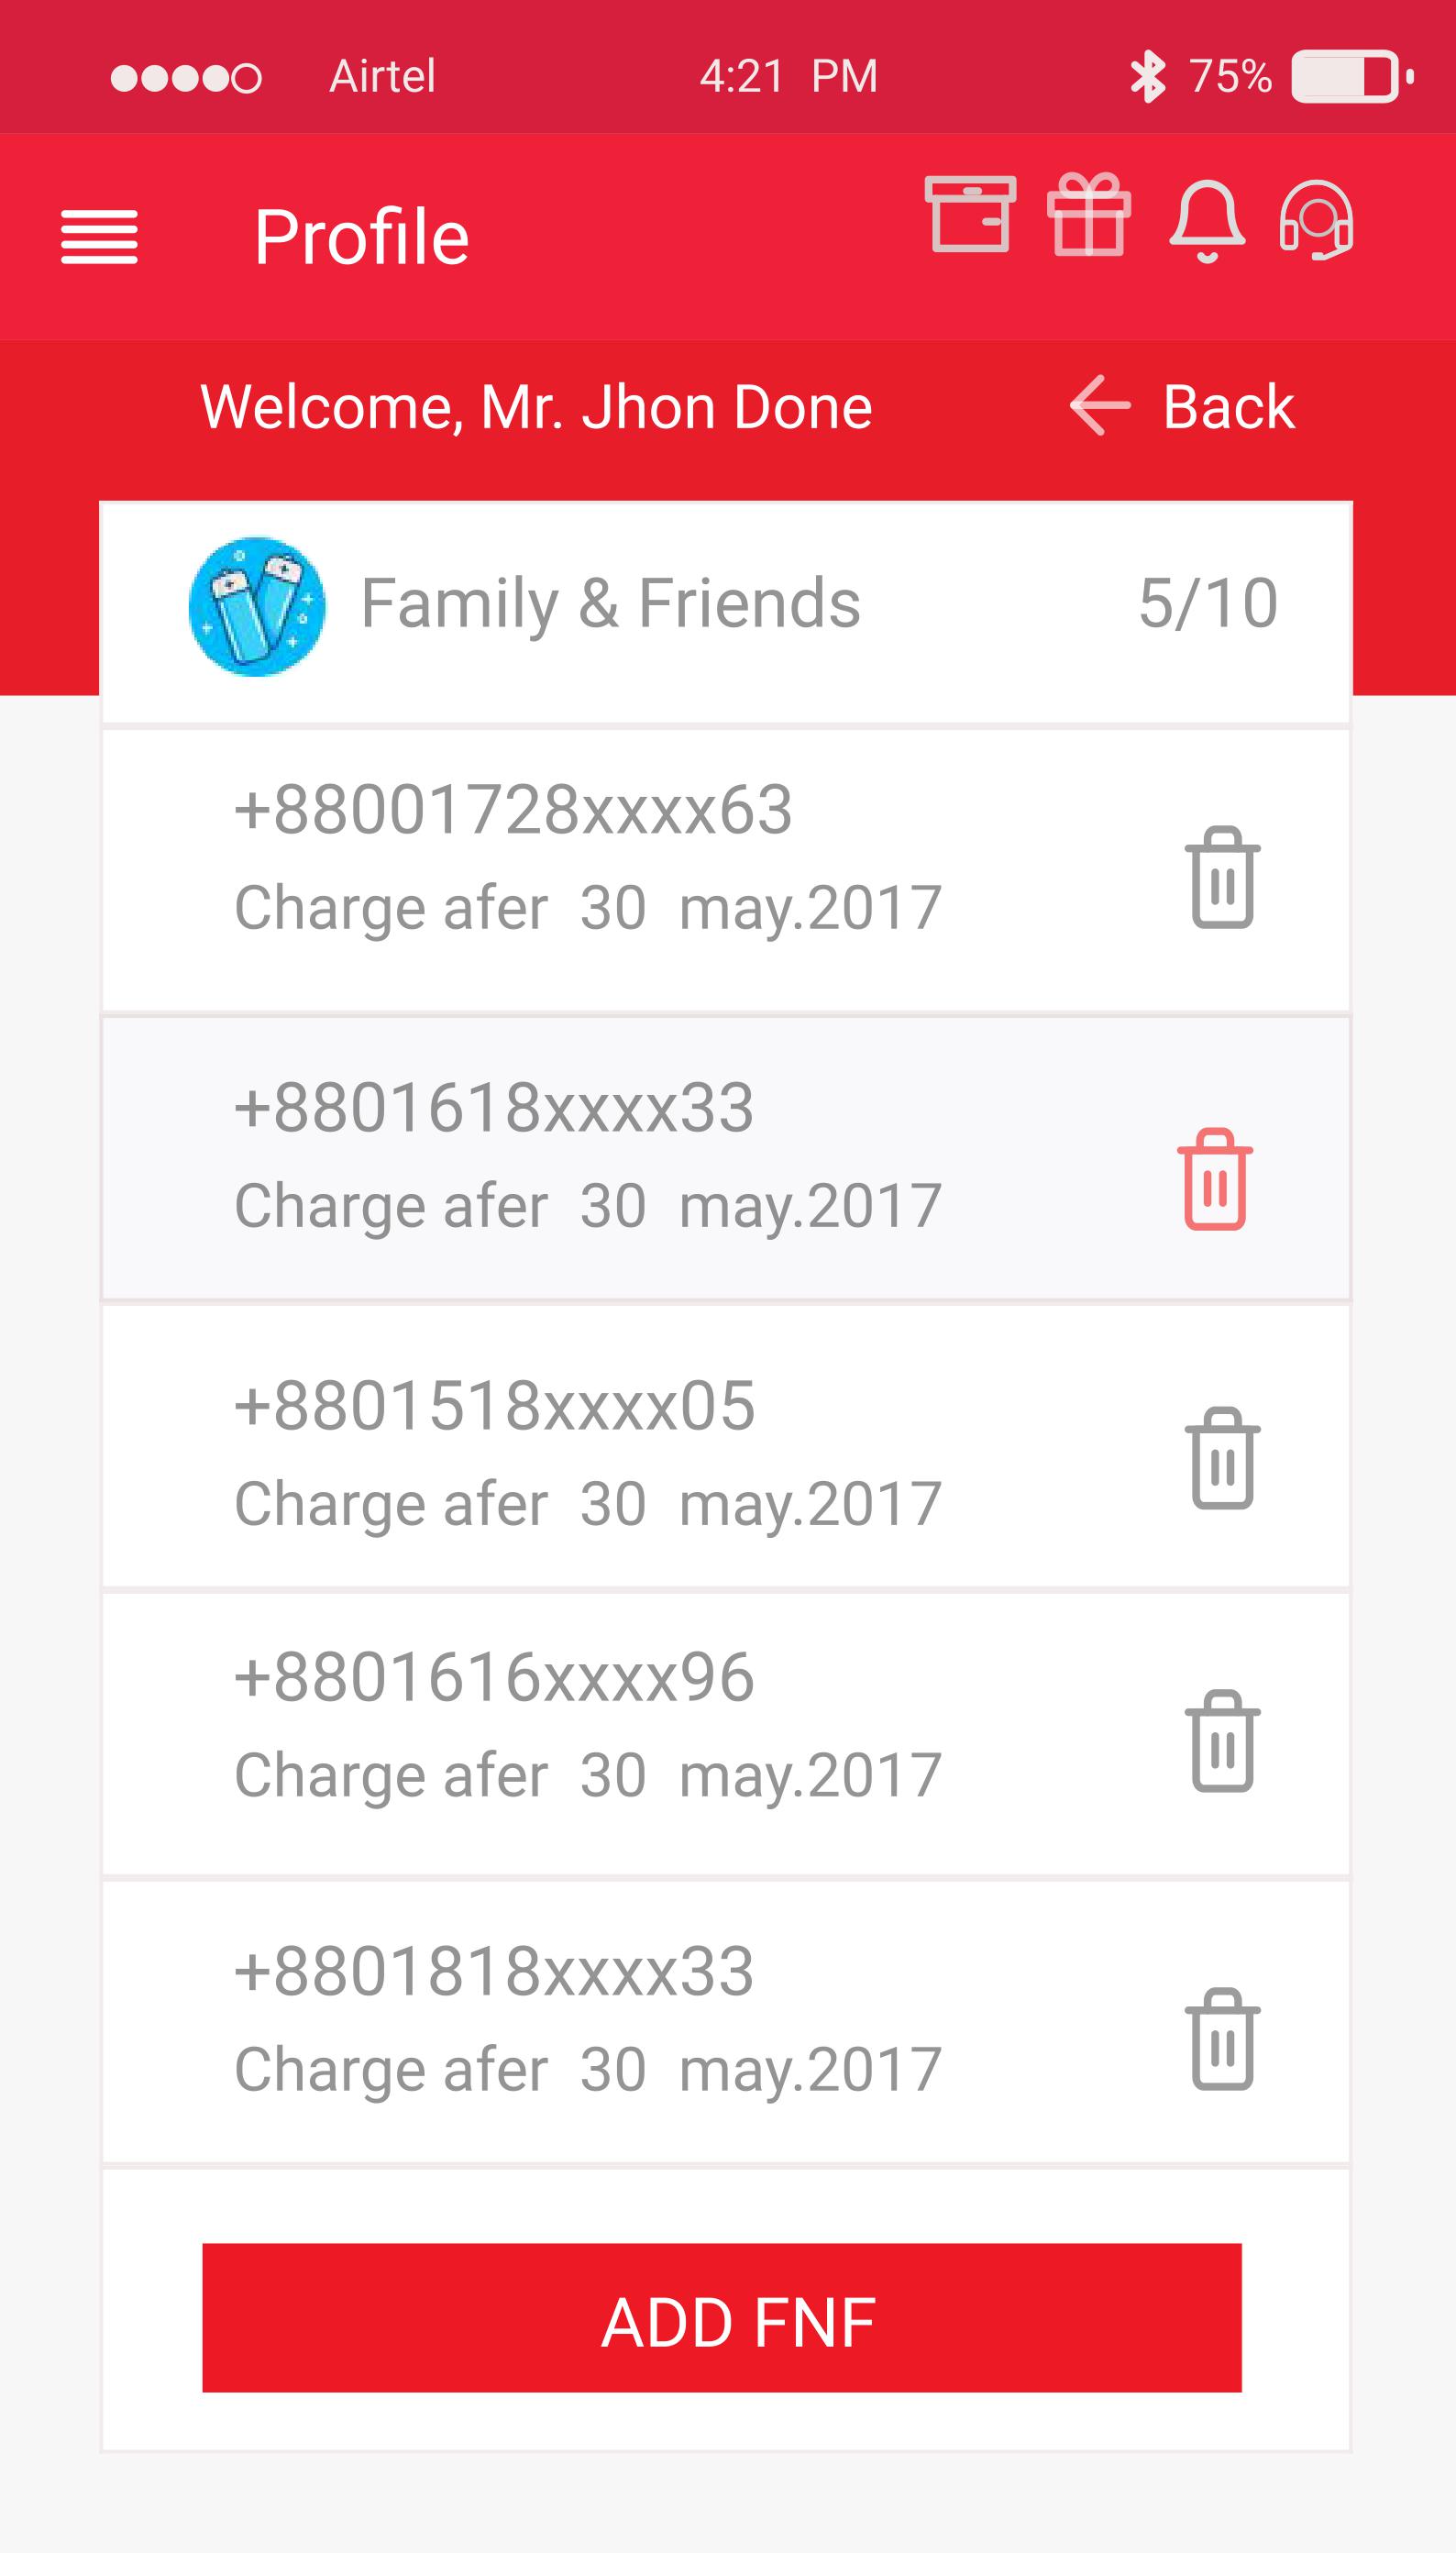 Airtel 4:21 PM 75%
Profile
Welcome, Mr. Jhon Done Back
Family & Friends 5/10
+88001728xxxx63
Charge afer 30 may.2017
+8801618xxxx33
Charge afer 30 may.2017
+8801518xxxx05
Charge afer 30 may.2017
+8801616xxxx96
Charge afer 30 may.2017
+8801818xxxx33
Charge afer 30 may.2017
ADD FNF